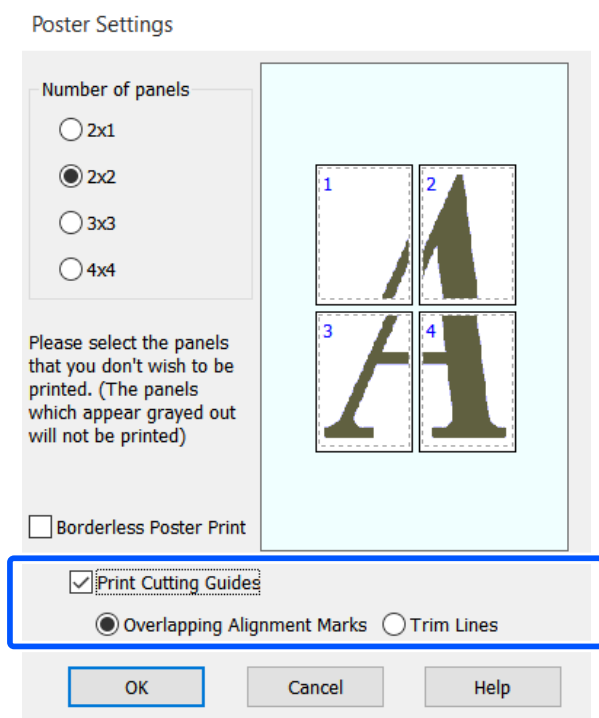 Poster Settings
Number of panels
2x1
2x2
3x3
4x4
1
2
3
4
Please select the panels
that you don't wish to be
printed. (The panels
which appear grayed out
will not be printed)
Borderless Poster Print
Print Cutting Guides
Overlapping Alignment Marks Trim Lines
OK Cancel Help